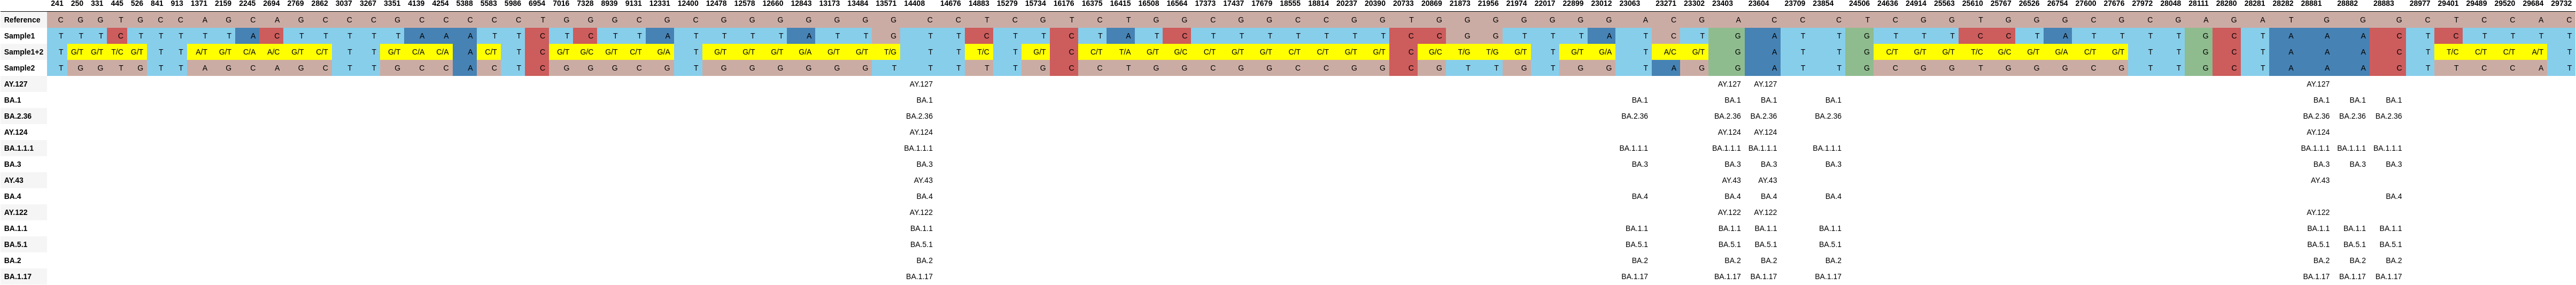 241 250 331 445 526 841 913 1371 2159 2245 2694 2769 2862 3037 3267 3351 4139 4254 5388 5583 5986 6954 7016 7328 8939 9131 12331 12400 12478 12578 12660 12843 13173 13484 13571 14408 14676 14883 15279 15734 16176 16375 16415 16508 16564 17373 17437 17679 18555 18814 20237 20390 20733 20869 21873 21956 21974 22017 22899 23012 23063 23271 23302 23403 23604 23709 23854 24506 24636 24914 25563 25610 25767 26526 26754 27600 27676 27972 28048 28111 28280 28281 28282 28881 28882 28883 28977 29401 29489 29520 29684 29732
Reference C G G T G C C A G C A G C C C C C C C C C T G G G C G C G G G G G G G C C T C G T C T G G C G G C C G G T G G G G G G G A C G A C C C T C G G T G G G C G C G A G A T G G G C T C C A C
Sample1 T T T C T T T T T A C T T T T T A A A T T C T C T T A T T T T A T T G T T C T T C T A T C T T T T T T T C C G G T T T A T C T G A T T G T T T C C T A T T T T G C T A A A C T C T T T T
Sample1+2 T G/T G/T T/C G/T T T A/T G/T C/A A/C G/T C/T T T G/T C/A C/A A C/T T C G/T G/C G/T C/T G/A T G/T G/T G/T G/A G/T G/T T/G T T T/C T G/T C C/T T/A G/T G/C C/T G/T G/T C/T C/T G/T G/T C G/C T/G T/G G/T T G/T G/A T A/C G/T G A T T G C/T G/T G/T T/C G/C G/T G/A C/T G/T T T G C T A A A C T T/C C/T C/T A/T T
Sample2 T G G T G T T A G C A G C T T G C C A C T C G G G C G T G G G G G G T T T T T G C C T G G C G G C C G G C G T T G T G G T A G G A T T G C G G T G G G C G T T G C T A A A C T T C C A T
AY.127 AY.127 AY.127 AY.127 AY.127
BA.1 BA.1 BA.1 BA.1 BA.1 BA.1 BA.1 BA.1 BA.1
BA.2.36 BA.2.36 BA.2.36 BA.2.36 BA.2.36 BA.2.36 BA.2.36 BA.2.36 BA.2.36
AY.124 AY.124 AY.124 AY.124 AY.124
BA.1.1.1 BA.1.1.1 BA.1.1.1 BA.1.1.1 BA.1.1.1 BA.1.1.1 BA.1.1.1 BA.1.1.1 BA.1.1.1
BA.3 BA.3 BA.3 BA.3 BA.3 BA.3 BA.3 BA.3 BA.3
AY.43 AY.43 AY.43 AY.43 AY.43
BA.4 BA.4 BA.4 BA.4 BA.4 BA.4 BA.4
AY.122 AY.122 AY.122 AY.122 AY.122
BA.1.1 BA.1.1 BA.1.1 BA.1.1 BA.1.1 BA.1.1 BA.1.1 BA.1.1 BA.1.1
BA.5.1 BA.5.1 BA.5.1 BA.5.1 BA.5.1 BA.5.1 BA.5.1 BA.5.1 BA.5.1
BA.2 BA.2 BA.2 BA.2 BA.2 BA.2 BA.2 BA.2 BA.2
BA.1.17 BA.1.17 BA.1.17 BA.1.17 BA.1.17 BA.1.17 BA.1.17 BA.1.17 BA.1.17